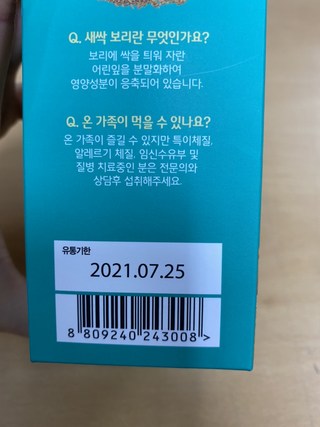 Q. 새싹 보리란 무엇인가요?
보리에 싹을 틔워 자란
어린잎을 분말화하여
영양성분이 응축되어 있습니다.
Q. 온 가족이 먹을 수 있나요?
온 가족이 즐길 수 있지만 특이체질,
알레르기 체질, 임신수유부 및
질병 치료중인 분은 전문의와
상담후 섭취해주세요.
유통기한
2021.07.25
8 809240 243008 >